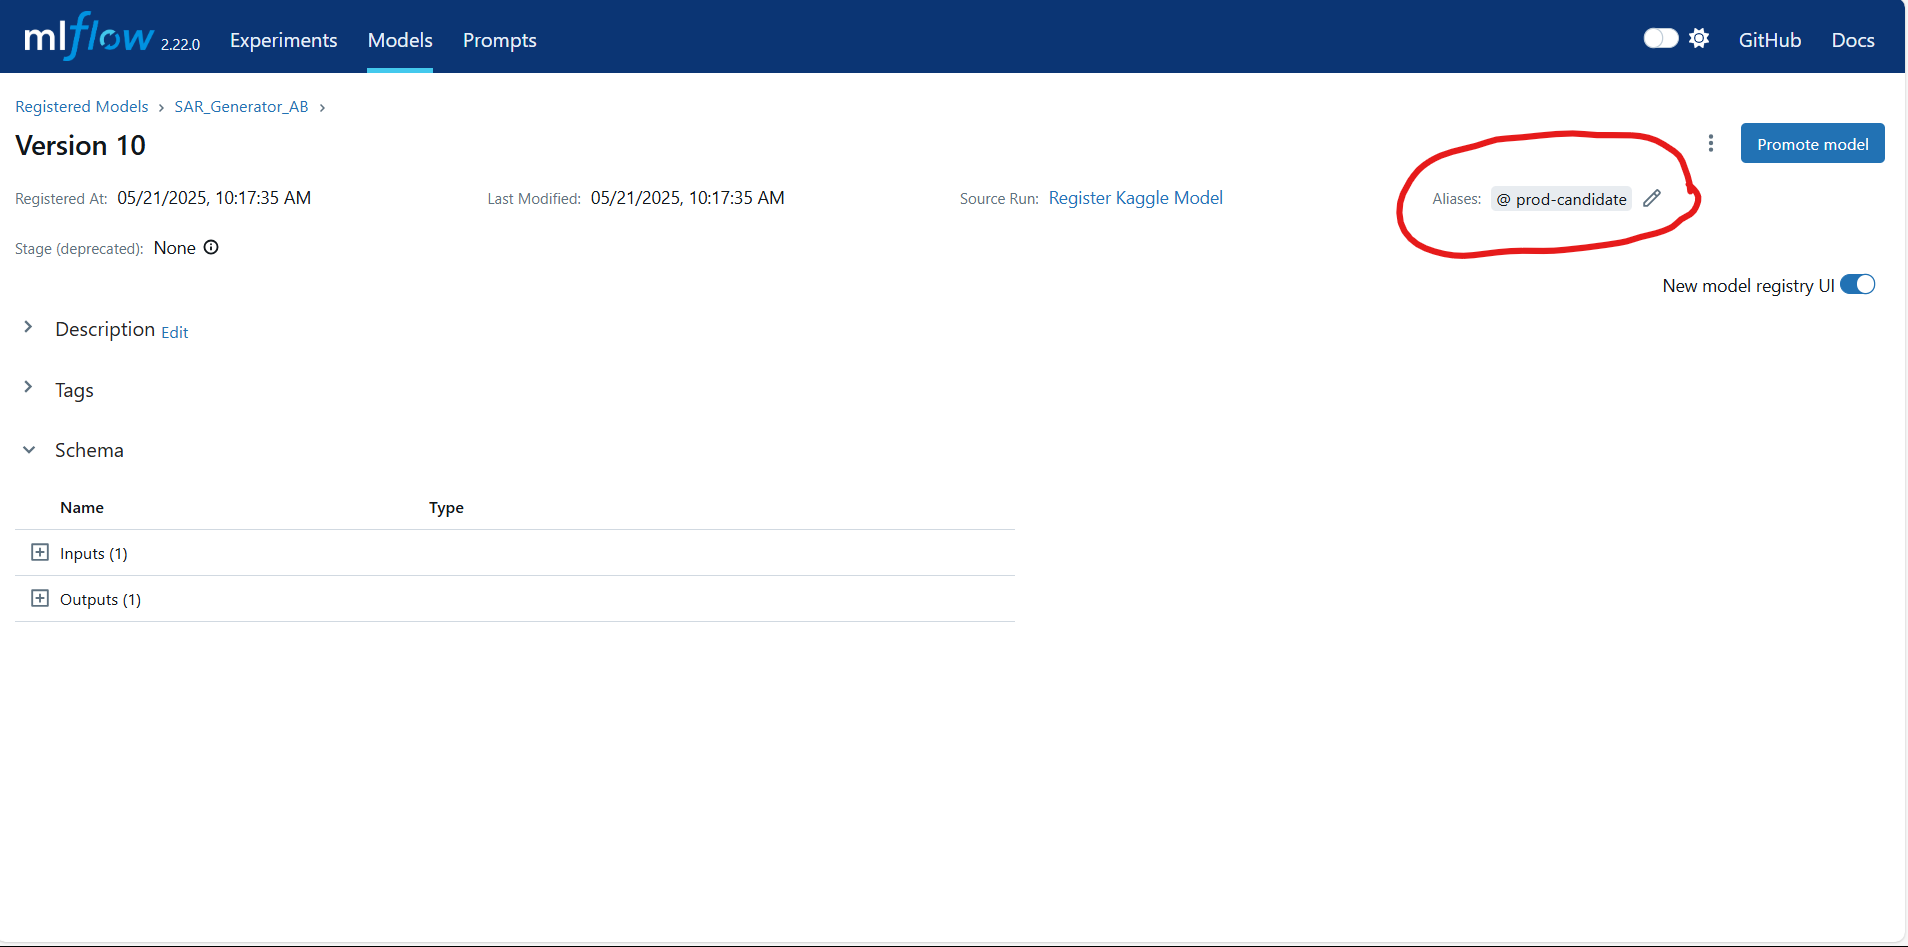 mlflow 2.22.0 Experiments Models Prompts GitHub Docs
Registered Models > SAR_Generator_AB >
Version 10
Promote model
Registered At: 05/21/2025, 10:17:35 AM Last Modified: 05/21/2025, 10:17:35 AM Source Run: Register Kaggle Model Aliases: @ prod-candidate
Stage (deprecated): None
New model registry UI
Description Edit
Tags
Schema
Name Type
Inputs (1)
Outputs (1)